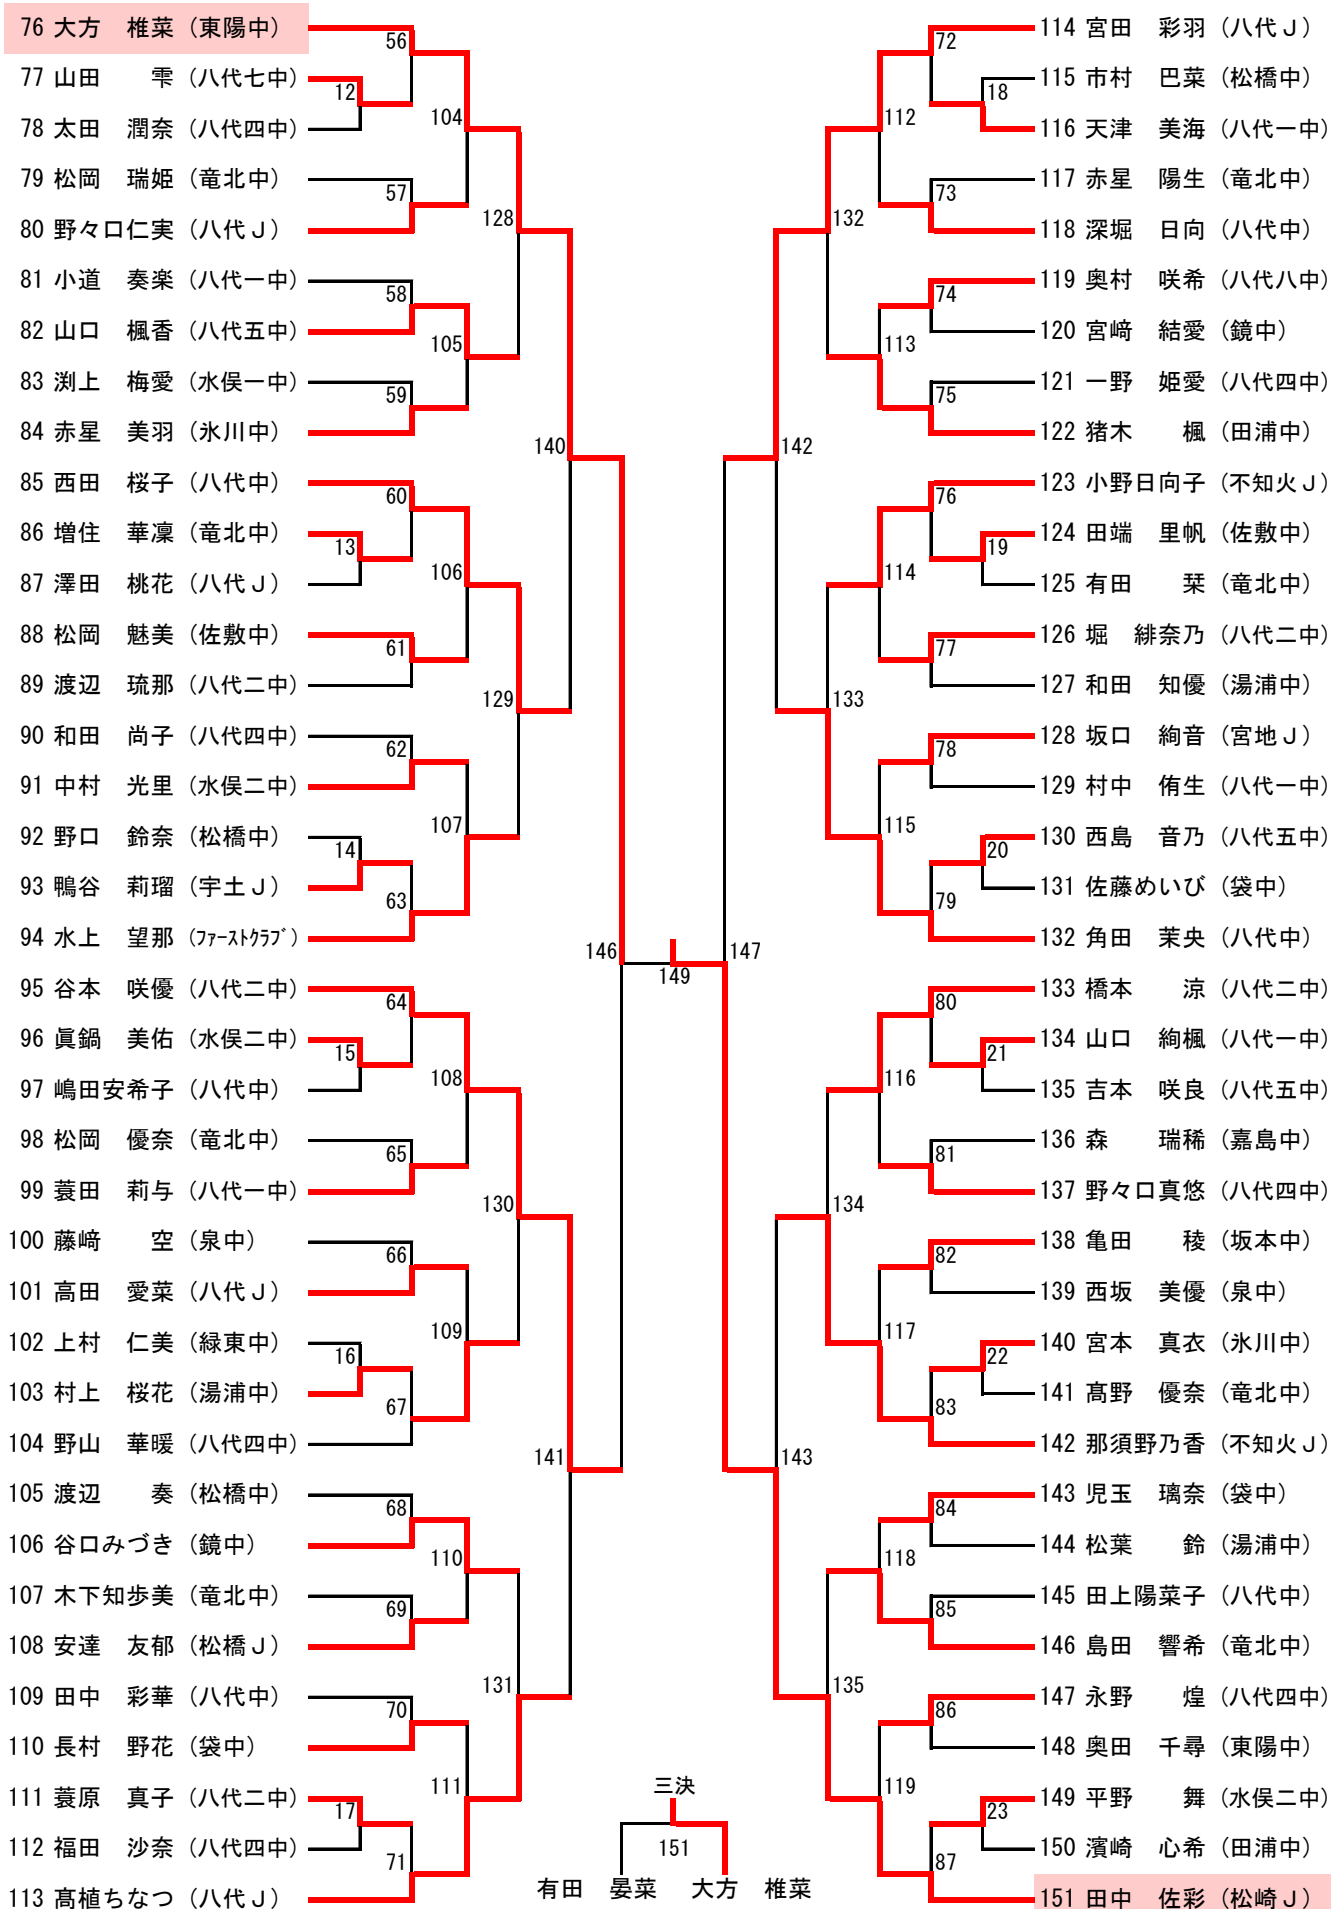 76 大方　椎菜 (東陽中)
77 山田　　雫 (八代七中)
78 太田　潤奈 (八代四中)
79 松岡　瑞姫 (竜北中)
80 野々口仁実 (八代Ｊ)
81 小道　奏楽 (八代一中)
82 山口　楓香 (八代五中)
83 渕上　梅愛 (水俣一中)
84 赤星　美羽 (氷川中)
85 西田　桜子 (八代中)
86 増住　華凜 (竜北中)
87 澤田　桃花 (八代Ｊ)
88 松岡　魅美 (佐敷中)
89 渡辺　琉那 (八代二中)
90 和田　尚子 (八代四中)
91 中村　光里 (水俣二中)
92 野口　鈴奈 (松橋中)
93 鴨谷　莉瑠 (宇土Ｊ)
94 水上　望那 (ﾌｧｰｽﾄｸﾗﾌﾞ)
95 谷本　咲優 (八代二中)
96 眞鍋　美佑 (水俣二中)
97 嶋田安希子 (八代中)
98 松岡　優奈 (竜北中)
99 蓑田　莉与 (八代一中)
100 藤﨑　　空 (泉中)
101 高田　愛菜 (八代Ｊ)
102 上村　仁美 (緑東中)
103 村上　桜花 (湯浦中)
104 野山　華暖 (八代四中)
105 渡辺　　奏 (松橋中)
106 谷口みづき (鏡中)
107 木下知歩美 (竜北中)
108 安達　友郁 (松橋Ｊ)
109 田中　彩華 (八代中)
110 長村　野花 (袋中)
111 蓑原　真子 (八代二中)
112 福田　沙奈 (八代四中)
113 髙植ちなつ (八代Ｊ)
12
13
14
15
16
17
56
57
58
59
60
61
62
63
64
65
66
67
68
69
70
71
104
105
106
107
108
109
110
111
128
129
130
131
140
141
146
149
147
三決
151
有田　晏菜　大方　椎菜
142
143
132
133
134
135
112
113
114
115
116
117
118
119
72
73
74
75
76
77
78
79
80
81
82
83
84
85
86
87
18
19
20
21
22
23
114 宮田　彩羽 (八代Ｊ)
115 市村　巴菜 (松橋中)
116 天津　美海 (八代一中)
117 赤星　陽生 (竜北中)
118 深堀　日向 (八代中)
119 奥村　咲希 (八代八中)
120 宮﨑　結愛 (鏡中)
121 一野　姫愛 (八代四中)
122 猪木　　楓 (田浦中)
123 小野日向子 (不知火Ｊ)
124 田端　里帆 (佐敷中)
125 有田　　栞 (竜北中)
126 堀　緋奈乃 (八代二中)
127 和田　知優 (湯浦中)
128 坂口　絢音 (宮地Ｊ)
129 村中　侑生 (八代一中)
130 西島　音乃 (八代五中)
131 佐藤めいび (袋中)
132 角田　茉央 (八代中)
133 橋本　　涼 (八代二中)
134 山口　絢楓 (八代一中)
135 吉本　咲良 (八代五中)
136 森　　瑞稀 (嘉島中)
137 野々口真悠 (八代四中)
138 亀田　　稜 (坂本中)
139 西坂　美優 (泉中)
140 宮本　真衣 (氷川中)
141 髙野　優奈 (竜北中)
142 那須野乃香 (不知火Ｊ)
143 児玉　璃奈 (袋中)
144 松葉　　鈴 (湯浦中)
145 田上陽菜子 (八代中)
146 島田　響希 (竜北中)
147 永野　　煌 (八代四中)
148 奥田　千尋 (東陽中)
149 平野　　舞 (水俣二中)
150 濱崎　心希 (田浦中)
151 田中　佐彩 (松崎Ｊ)